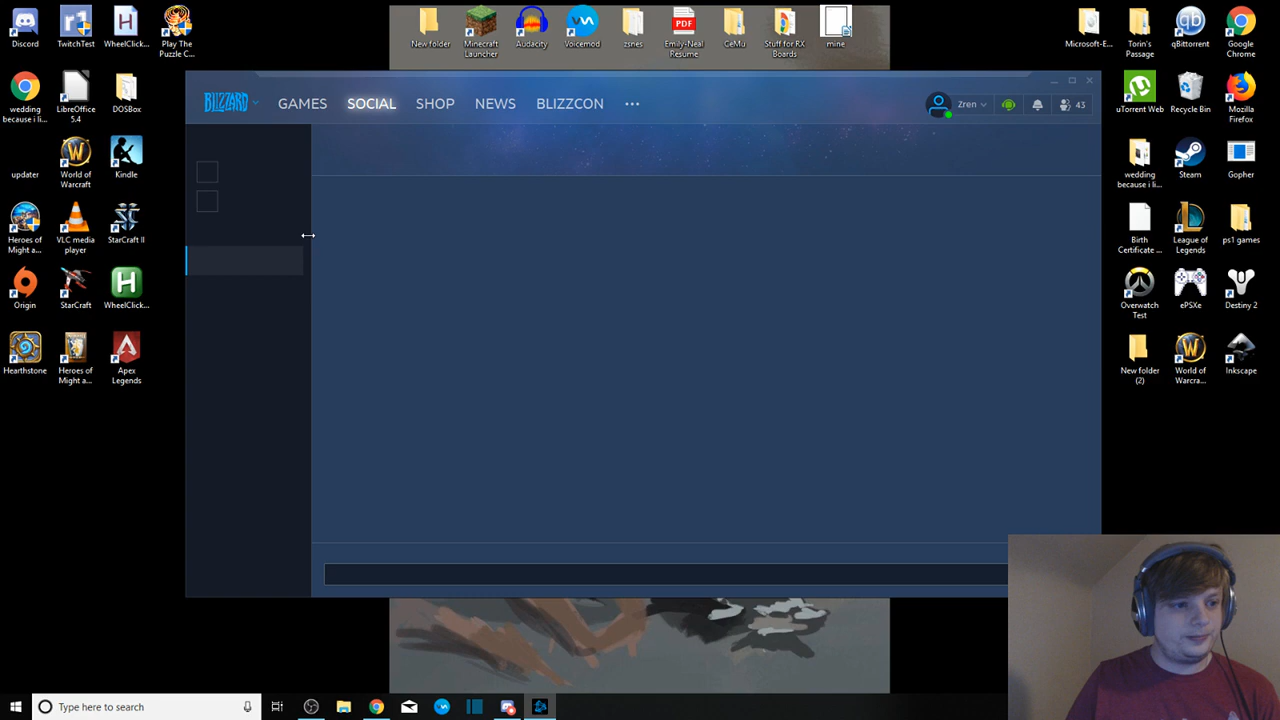 Discord
TwitchTest
WheelClick...
Play The
Puzzle C...
New folder
Minecraft
Launcher
Audacity
Voicemod
zsnes
PDF
Emily-Neal
Resume
CeMu
Stuff for RX
Boards
mine
Microsoft-E...
Torin's
Passage
qBittorrent
Google
Chrome
wedding
because i li...
LibreOffice
5.4
DOSBox
BLIZZARD
GAMES
SOCIAL
SHOP
NEWS
BLIZZCON
Zren
43
uTorrent Web
Recycle Bin
Mozilla
Firefox
updater
World of
Warcraft
Kindle
wedding
because i li...
Steam
Gopher
Heroes of
Might a...
VLC media
player
StarCraft II
Birth
Certificate ...
League of
Legends
ps1 games
Origin
StarCraft
WheelClick...
Overwatch
Test
ePSXe
Destiny 2
Hearthstone
Heroes of
Might a...
Apex
Legends
New folder
(2)
World of
Warcra...
Inkscape
Type here to search